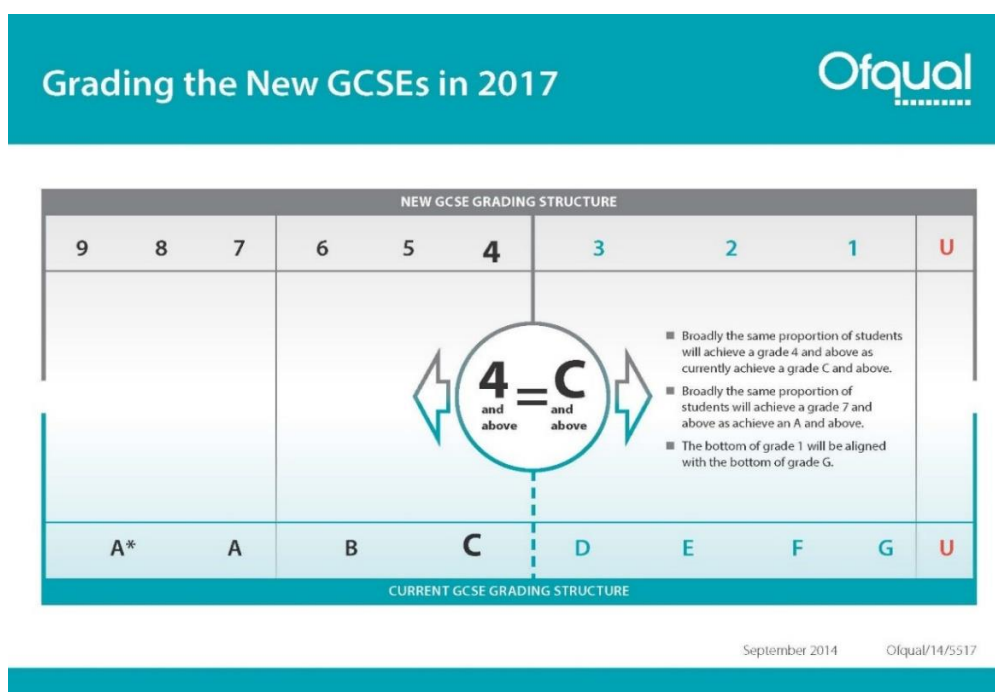 Grading the New GCSEs in 2017
Ofqual
NEW GCSE GRADING STRUCTURE
9 8 7 6 5 4 3 2 1 U
4 = C
and and
above above
■ Broadly the same proportion of students
will achieve a grade 4 and above as
currently achieve a grade C and above.
■ Broadly the same proportion of
students will achieve a grade 7 and
above as achieve an A and above.
■ The bottom of grade 1 will be aligned
with the bottom of grade G.
A* A B C D E F G U
CURRENT GCSE GRADING STRUCTURE
September 2014 Ofqual/14/5517